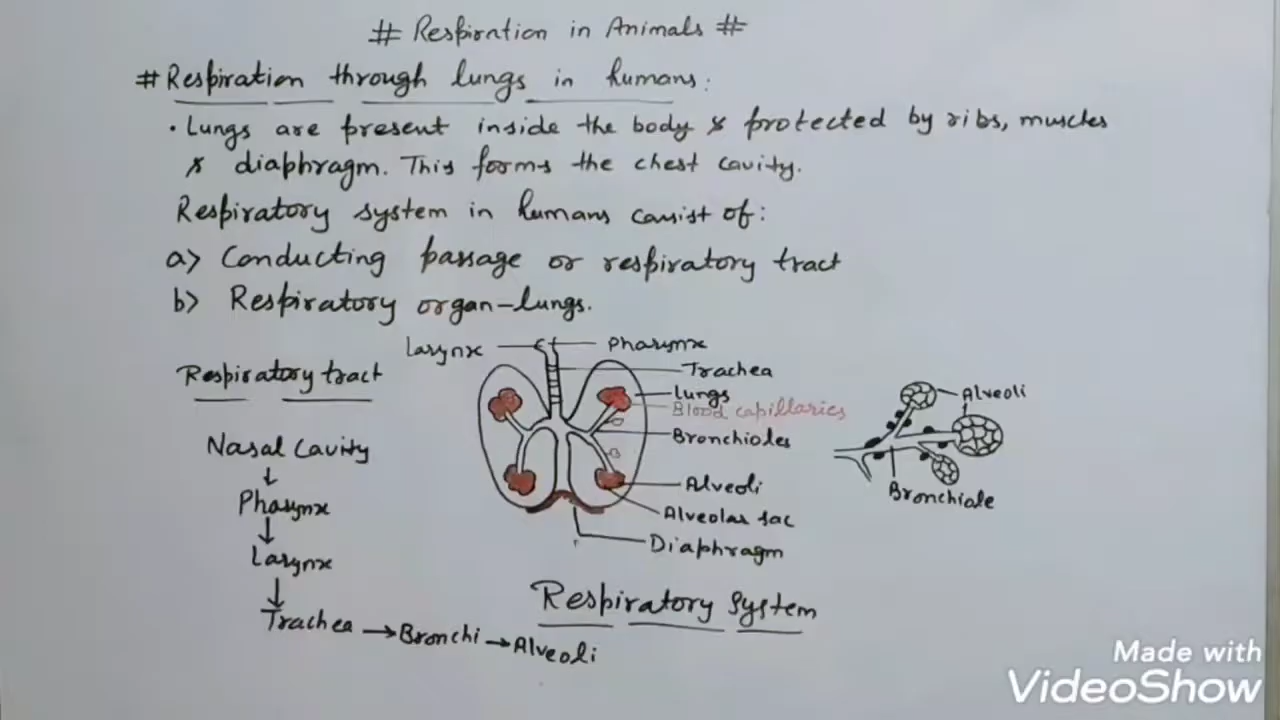 # Respiration in Animals #
# Respiration through lungs in humans:
• Lungs are present inside the body & protected by ribs, muscles
& diaphragm. This forms the chest cavity.
Respiratory system in humans consist of:
a) Conducting passage or respiratory tract
b) Respiratory organ-lungs.
Respiratory tract
Nasal Cavity
↓
Pharynx
↓
Larynx
↓
Trachea → Bronchi → Alveoli
Larynx
Pharynx
Trachea
Lungs
Blood capillaries
Bronchioles
Alveoli
Alveolar sac
Diaphragm
Respiratory System
Alveoli
Bronchiole
Made with
VideoShow